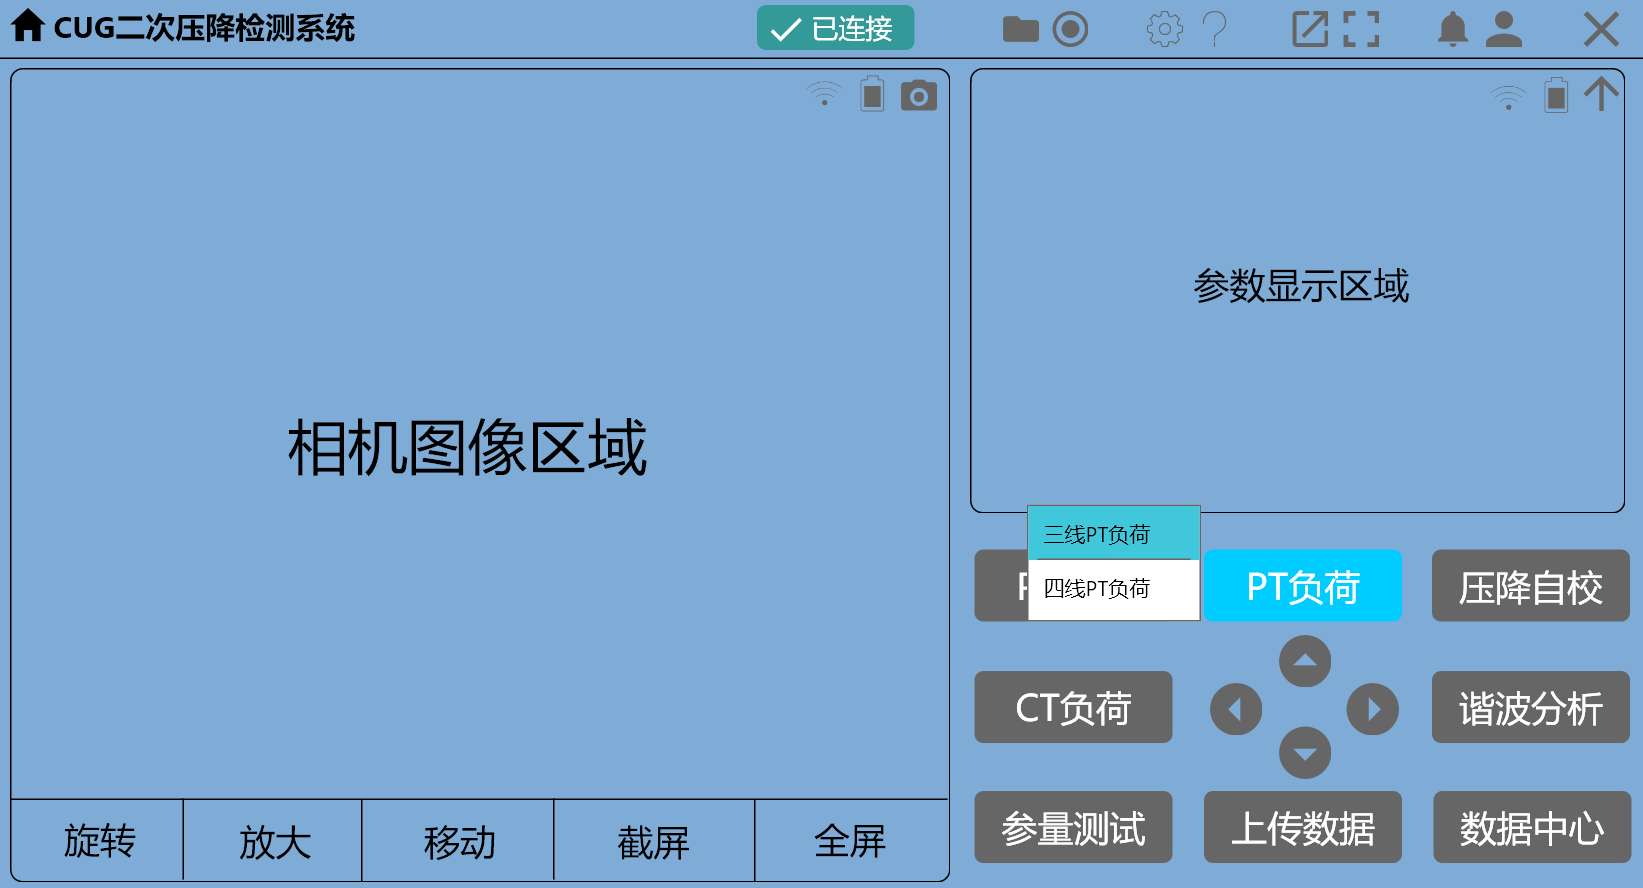 CUG二次压降检测系统
已连接
相机图像区域
参数显示区域
三线PT负荷
四线PT负荷
PT负荷
压降自校
CT负荷
谐波分析
参量测试
上传数据
数据中心
旋转
放大
移动
截屏
全屏